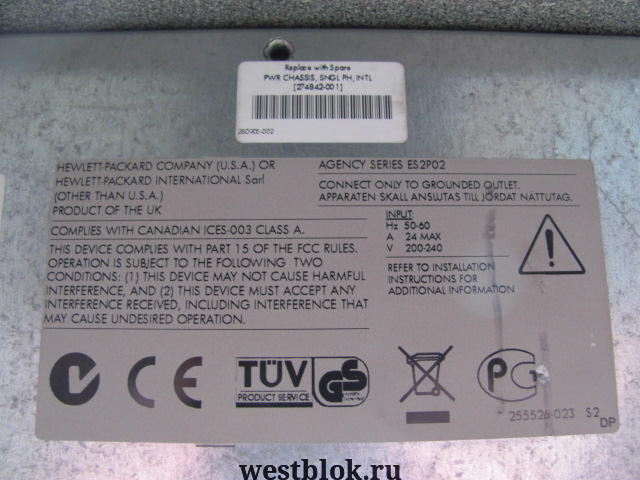 Replace with Spare
PWR CHASSIS, SNGL PH, INTL
[274842-001]
280905-002
HEWLETT-PACKARD COMPANY (U.S.A.) OR
HEWLETT-PACKARD INTERNATIONAL Sarl
(OTHER THAN U.S.A.)
PRODUCT OF THE UK
COMPLIES WITH CANADIAN ICES-003 CLASS A.
THIS DEVICE COMPLIES WITH PART 15 OF THE FCC RULES.
OPERATION IS SUBJECT TO THE FOLLOWING TWO
CONDITIONS: (1) THIS DEVICE MAY NOT CAUSE HARMFUL
INTERFERENCE, AND (2) THIS DEVICE MUST ACCEPT ANY
INTERFERENCE RECEIVED, INCLUDING INTERFERENCE THAT
MAY CAUSE UNDESIRED OPERATION.
AGENCY SERIES ES2P02
CONNECT ONLY TO GROUNDED OUTLET.
APPARATEN SKALL ANSLUTAS TILL JORDAT NATTUTAG.
INPUT:
Hz 50-60
A 24 MAX
V 200-240
REFER TO INSTALLATION
INSTRUCTIONS FOR
ADDITIONAL INFORMATION
CE
TÜV
PRODUCT SERVICE
GS
PG
255526-023 S2
DP
westblok.ru